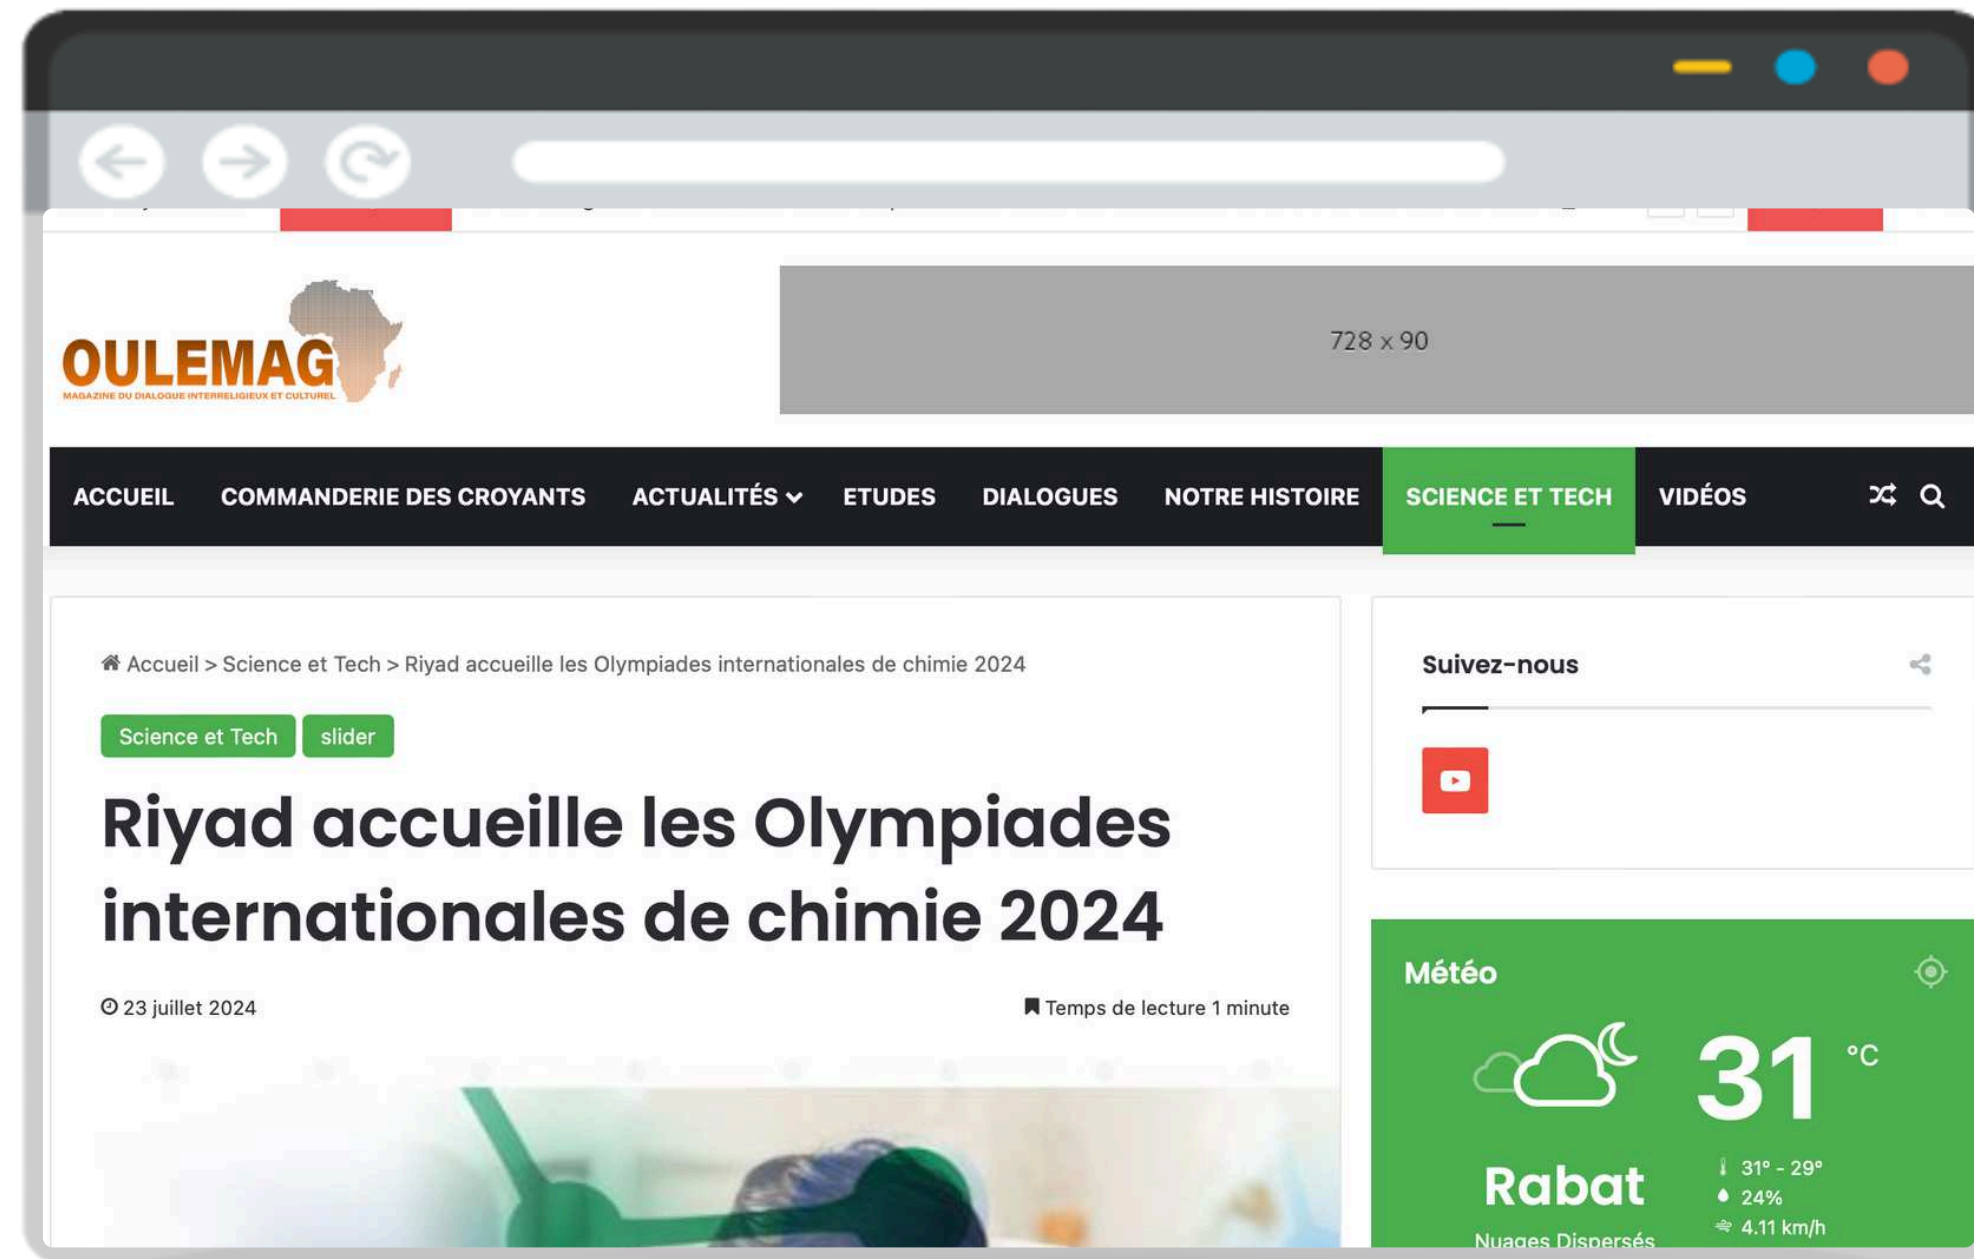 OULEMAG
MAGAZINE DU DIALOGUE INTERRELIGIEUX ET CULTUREL
728 x 90
ACCUEIL COMMANDERIE DES CROYANTS ACTUALITÉS ETUDES DIALOGUES NOTRE HISTOIRE SCIENCE ET TECH VIDÉOS
Accueil > Science et Tech > Riyad accueille les Olympiades internationales de chimie 2024
Science et Tech slider
Riyad accueille les Olympiades
internationales de chimie 2024
23 juillet 2024 Temps de lecture 1 minute
Suivez-nous
Météo
31 °C
Rabat
Nuages Dispersés
31º - 29º
24%
4.11 km/h